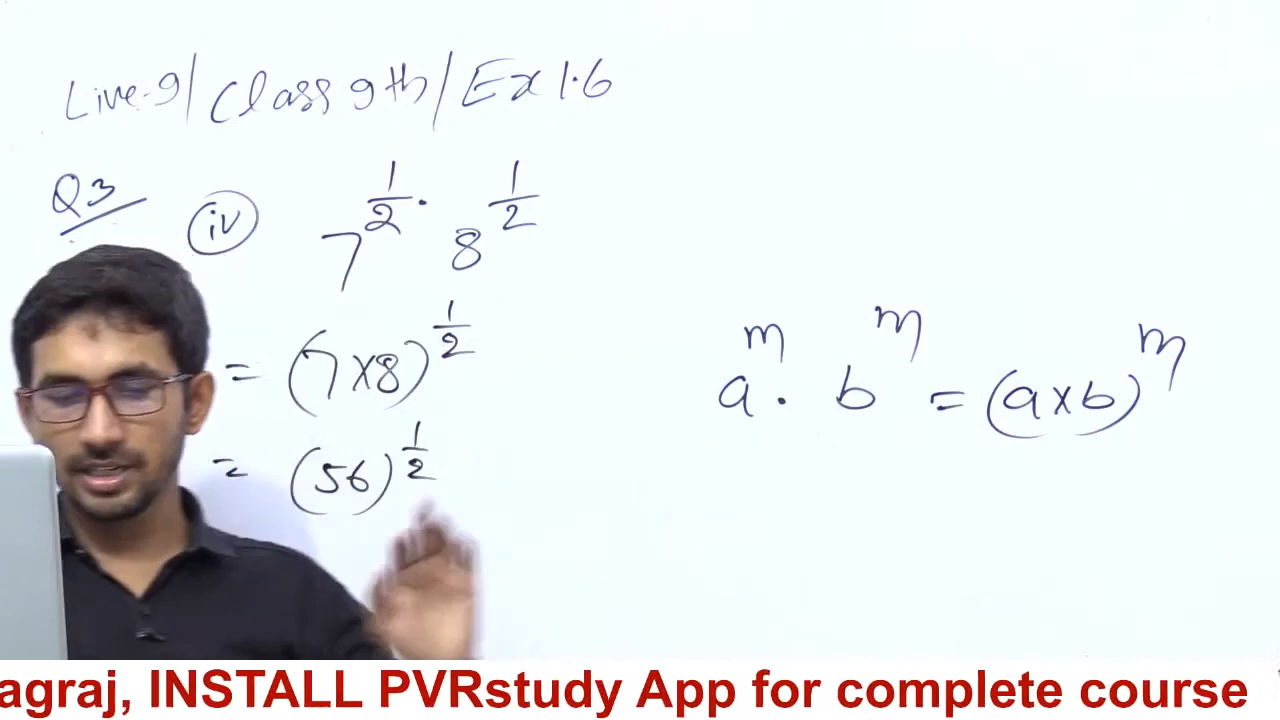 Live-9/Class 9th/Ex 1.6
Q3 (iv) 7^(1/2) · 8^(1/2)
= (7×8)^(1/2)
a^m · b^m = (a×b)^m
= (56)^(1/2)
agraj, INSTALL PVRstudy App for complete course